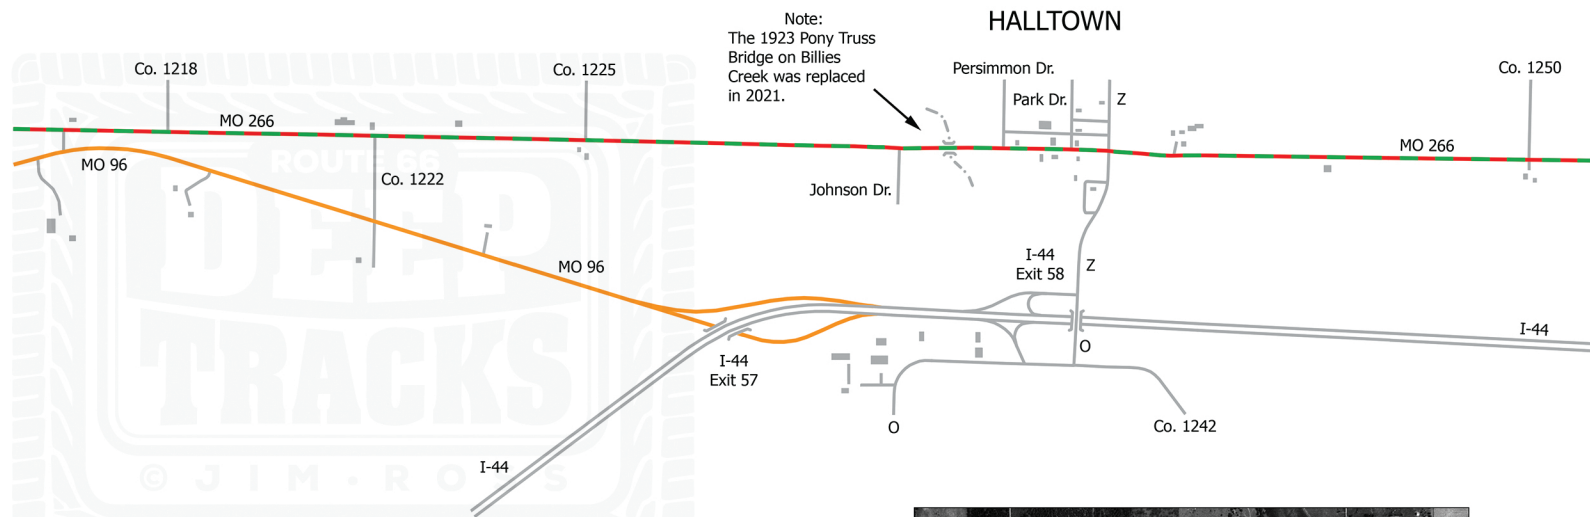 HALLTOWN
Note:
The 1923 Pony Truss
Bridge on Billies
Creek was replaced
in 2021.
Co. 1218
Co. 1225
Persimmon Dr.
Park Dr.
Z
Co. 1250
MO 266
MO 266
MO 96
Co. 1222
Johnson Dr.
MO 96
I-44
Exit 58
Z
I-44
O
I-44
Exit 57
O
Co. 1242
I-44
ROUTE 66
DEEP
TRACKS
© JIM · ROSS